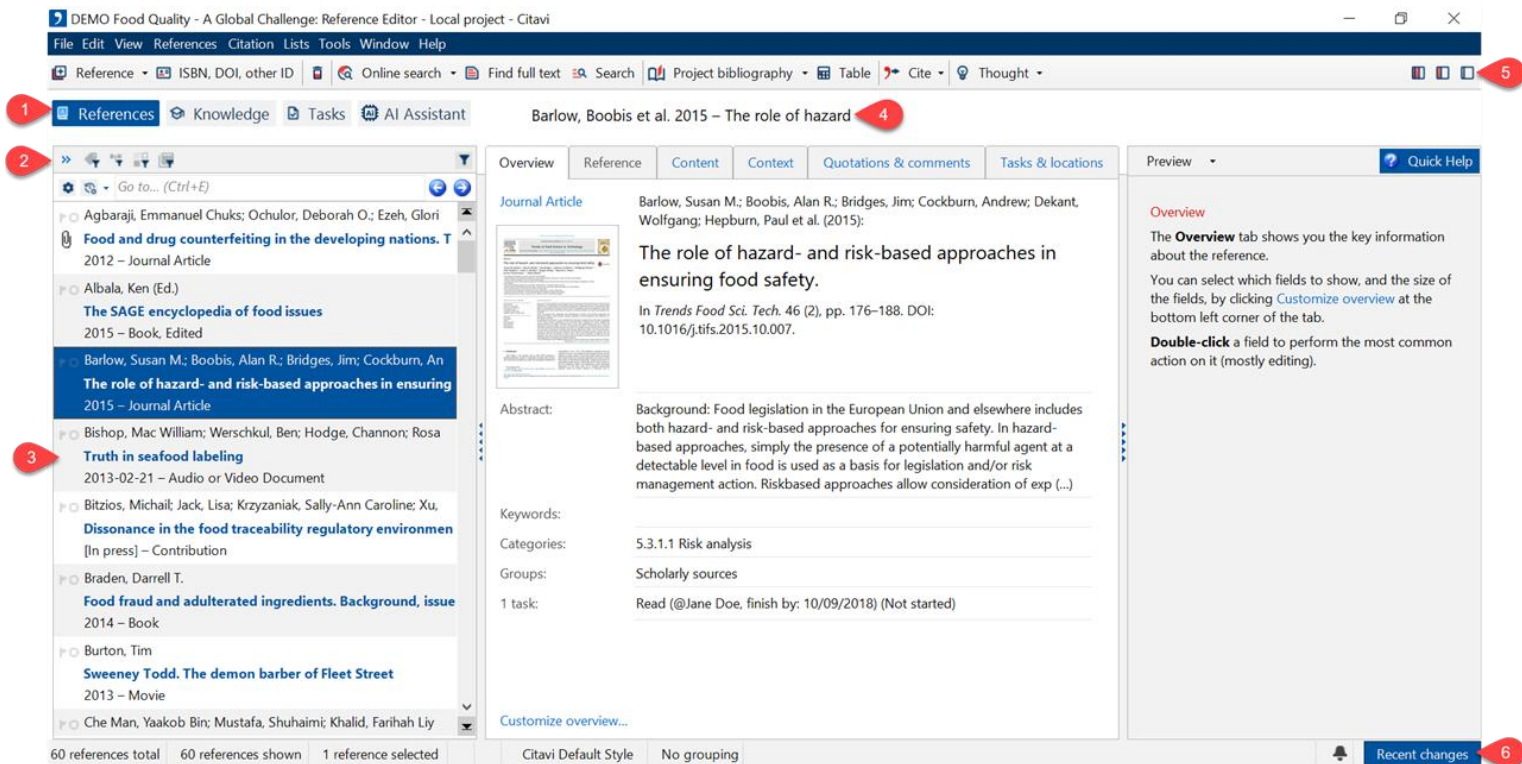 DEMO Food Quality - A Global Challenge: Reference Editor - Local project - Citavi
File Edit View References Citation Lists Tools Window Help
Reference ISBN, DOI, other ID Online search Find full text Search Project bibliography Table Cite Thought
5
1
References Knowledge Tasks AI Assistant
Barlow, Boobis et al. 2015 – The role of hazard
4
2
Go to... (Ctrl+E)
Agbaraji, Emmanuel Chuks; Ochulor, Deborah O.; Ezeh, Glori
Food and drug counterfeiting in the developing nations. T
2012 – Journal Article
Albala, Ken (Ed.)
The SAGE encyclopedia of food issues
2015 – Book, Edited
Barlow, Susan M.; Boobis, Alan R.; Bridges, Jim; Cockburn, An
The role of hazard- and risk-based approaches in ensuring
2015 – Journal Article
Bishop, Mac William; Werschkul, Ben; Hodge, Channon; Rosa
3
Truth in seafood labeling
2013-02-21 – Audio or Video Document
Bitzios, Michail; Jack, Lisa; Krzyzaniak, Sally-Ann Caroline; Xu,
Dissonance in the food traceability regulatory environmen
[In press] – Contribution
Braden, Darrell T.
Food fraud and adulterated ingredients. Background, issue
2014 – Book
Burton, Tim
Sweeney Todd. The demon barber of Fleet Street
2013 – Movie
Che Man, Yaakob Bin; Mustafa, Shuhaimi; Khalid, Farihah Liy
Overview Reference Content Context Quotations & comments Tasks & locations
Journal Article
Barlow, Susan M.; Boobis, Alan R.; Bridges, Jim; Cockburn, Andrew; Dekant,
Wolfgang; Hepburn, Paul et al. (2015):
The role of hazard- and risk-based approaches in
ensuring food safety.
In Trends Food Sci. Tech. 46 (2), pp. 176–188. DOI:
10.1016/j.tifs.2015.10.007.
Abstract:
Background: Food legislation in the European Union and elsewhere includes
both hazard- and risk-based approaches for ensuring safety. In hazard-
based approaches, simply the presence of a potentially harmful agent at a
detectable level in food is used as a basis for legislation and/or risk
management action. Riskbased approaches allow consideration of exp (...)
Keywords:
Categories: 5.3.1.1 Risk analysis
Groups: Scholarly sources
1 task: Read (@Jane Doe, finish by: 10/09/2018) (Not started)
Customize overview...
Preview
Quick Help
Overview
The Overview tab shows you the key information
about the reference.
You can select which fields to show, and the size of
the fields, by clicking Customize overview at the
bottom left corner of the tab.
Double-click a field to perform the most common
action on it (mostly editing).
60 references total 60 references shown 1 reference selected Citavi Default Style No grouping
Recent changes
6